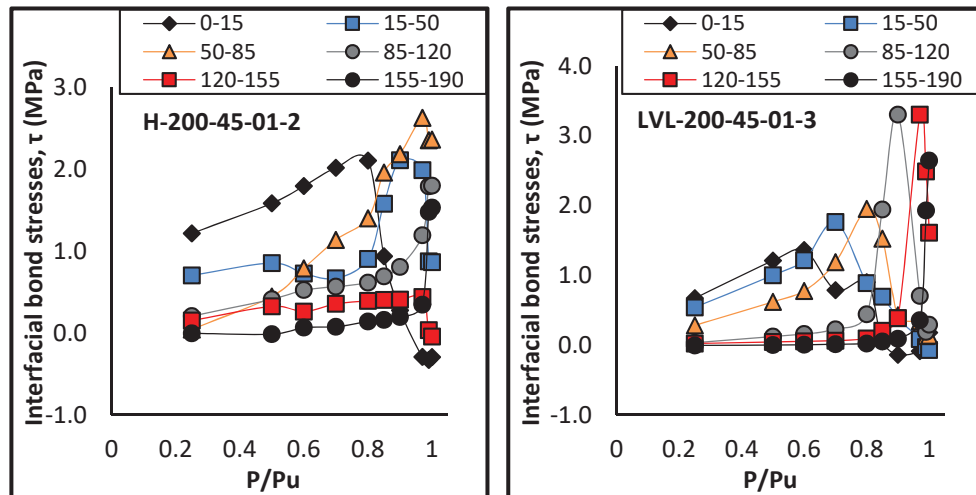 0-15 15-50
50-85 85-120
120-155 155-190
3.0
2.0
1.0
0.0
-1.0
0 0.2 0.4 0.6 0.8 1
H-200-45-01-2
Interfacial bond stresses, τ (MPa)
P/Pu
0-15 15-50
50-85 85-120
120-155 155-190
4.0
3.0
2.0
1.0
0.0
-1.0
0 0.2 0.4 0.6 0.8 1
LVL-200-45-01-3
Interfacial bond stresses, τ (MPa)
P/Pu